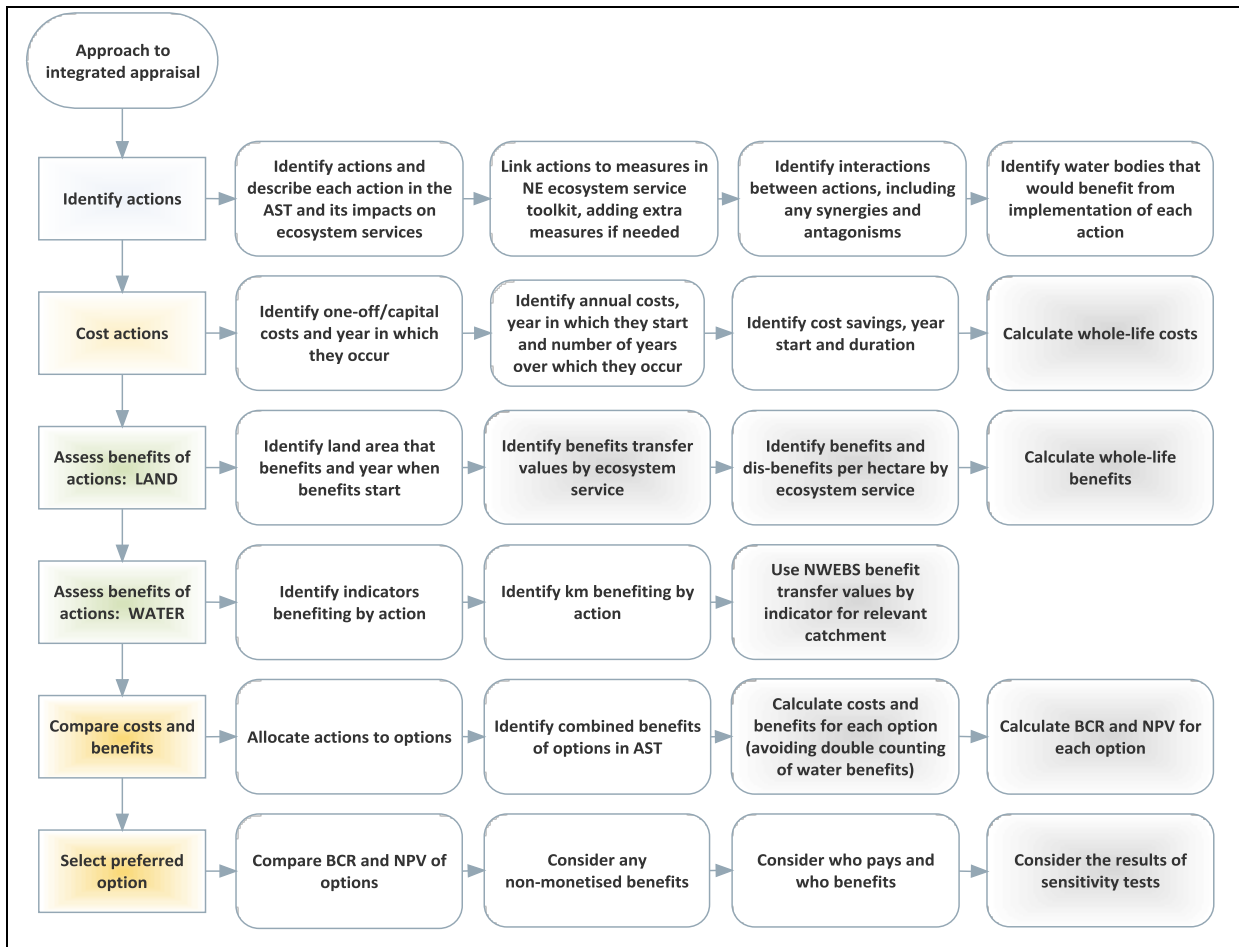 Approach to
integrated appraisal
Identify actions
Identify actions and
describe each action in the
AST and its impacts on
ecosystem services
Link actions to measures in
NE ecosystem service
toolkit, adding extra
measures if needed
Identify interactions
between actions, including
any synergies and
antagonisms
Identify water bodies that
would benefit from
implementation of each
action
Cost actions
Identify one-off/capital
costs and year in which
they occur
Identify annual costs,
year in which they start
and number of years
over which they occur
Identify cost savings, year
start and duration
Calculate whole-life costs
Assess benefits of
actions: LAND
Identify land area that
benefits and year when
benefits start
Identify benefits transfer
values by ecosystem
service
Identify benefits and
dis-benefits per hectare by
ecosystem service
Calculate whole-life
benefits
Assess benefits of
actions: WATER
Identify indicators
benefiting by action
Identify km benefiting by
action
Use NWEBS benefit
transfer values by
indicator for relevant
catchment
Compare costs and
benefits
Allocate actions to options
Identify combined benefits
of options in AST
Calculate costs and
benefits for each option
(avoiding double counting
of water benefits)
Calculate BCR and NPV for
each option
Select preferred
option
Compare BCR and NPV of
options
Consider any
non-monetised benefits
Consider who pays and
who benefits
Consider the results of
sensitivity tests